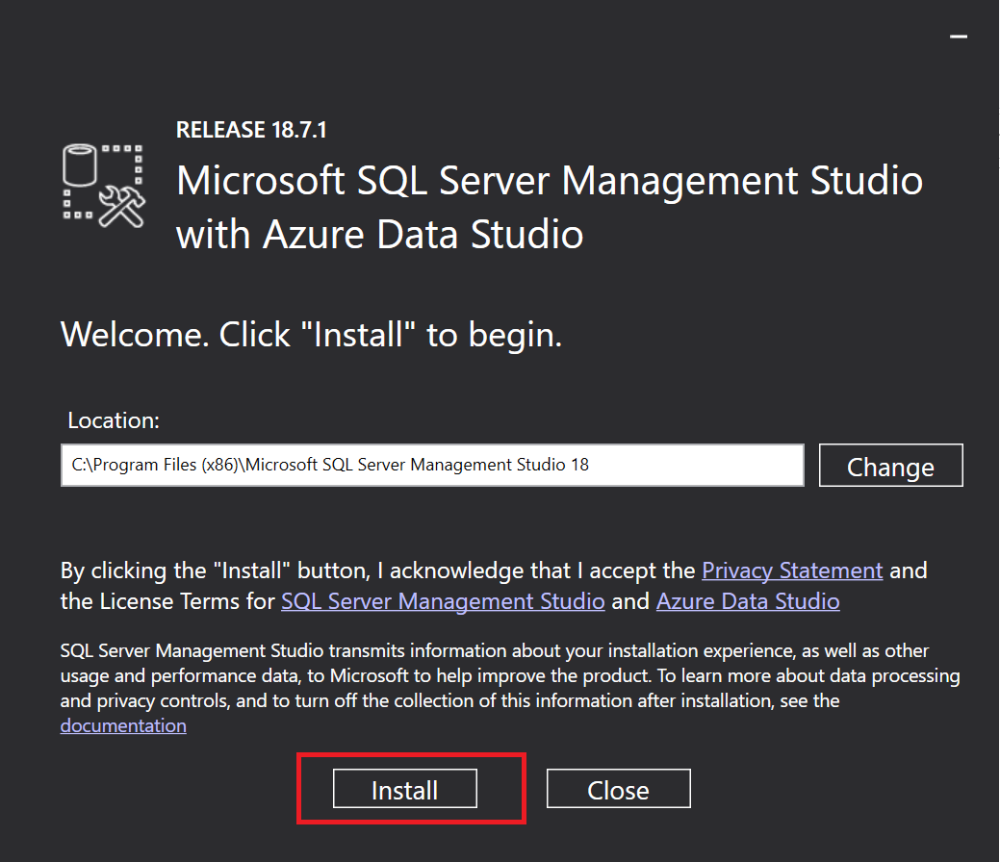 RELEASE 18.7.1
Microsoft SQL Server Management Studio
with Azure Data Studio
Welcome. Click "Install" to begin.
Location:
C:\Program Files (x86)\Microsoft SQL Server Management Studio 18
Change
By clicking the "Install" button, I acknowledge that I accept the Privacy Statement and
the License Terms for SQL Server Management Studio and Azure Data Studio
SQL Server Management Studio transmits information about your installation experience, as well as other
usage and performance data, to Microsoft to help improve the product. To learn more about data processing
and privacy controls, and to turn off the collection of this information after installation, see the
documentation
Install
Close